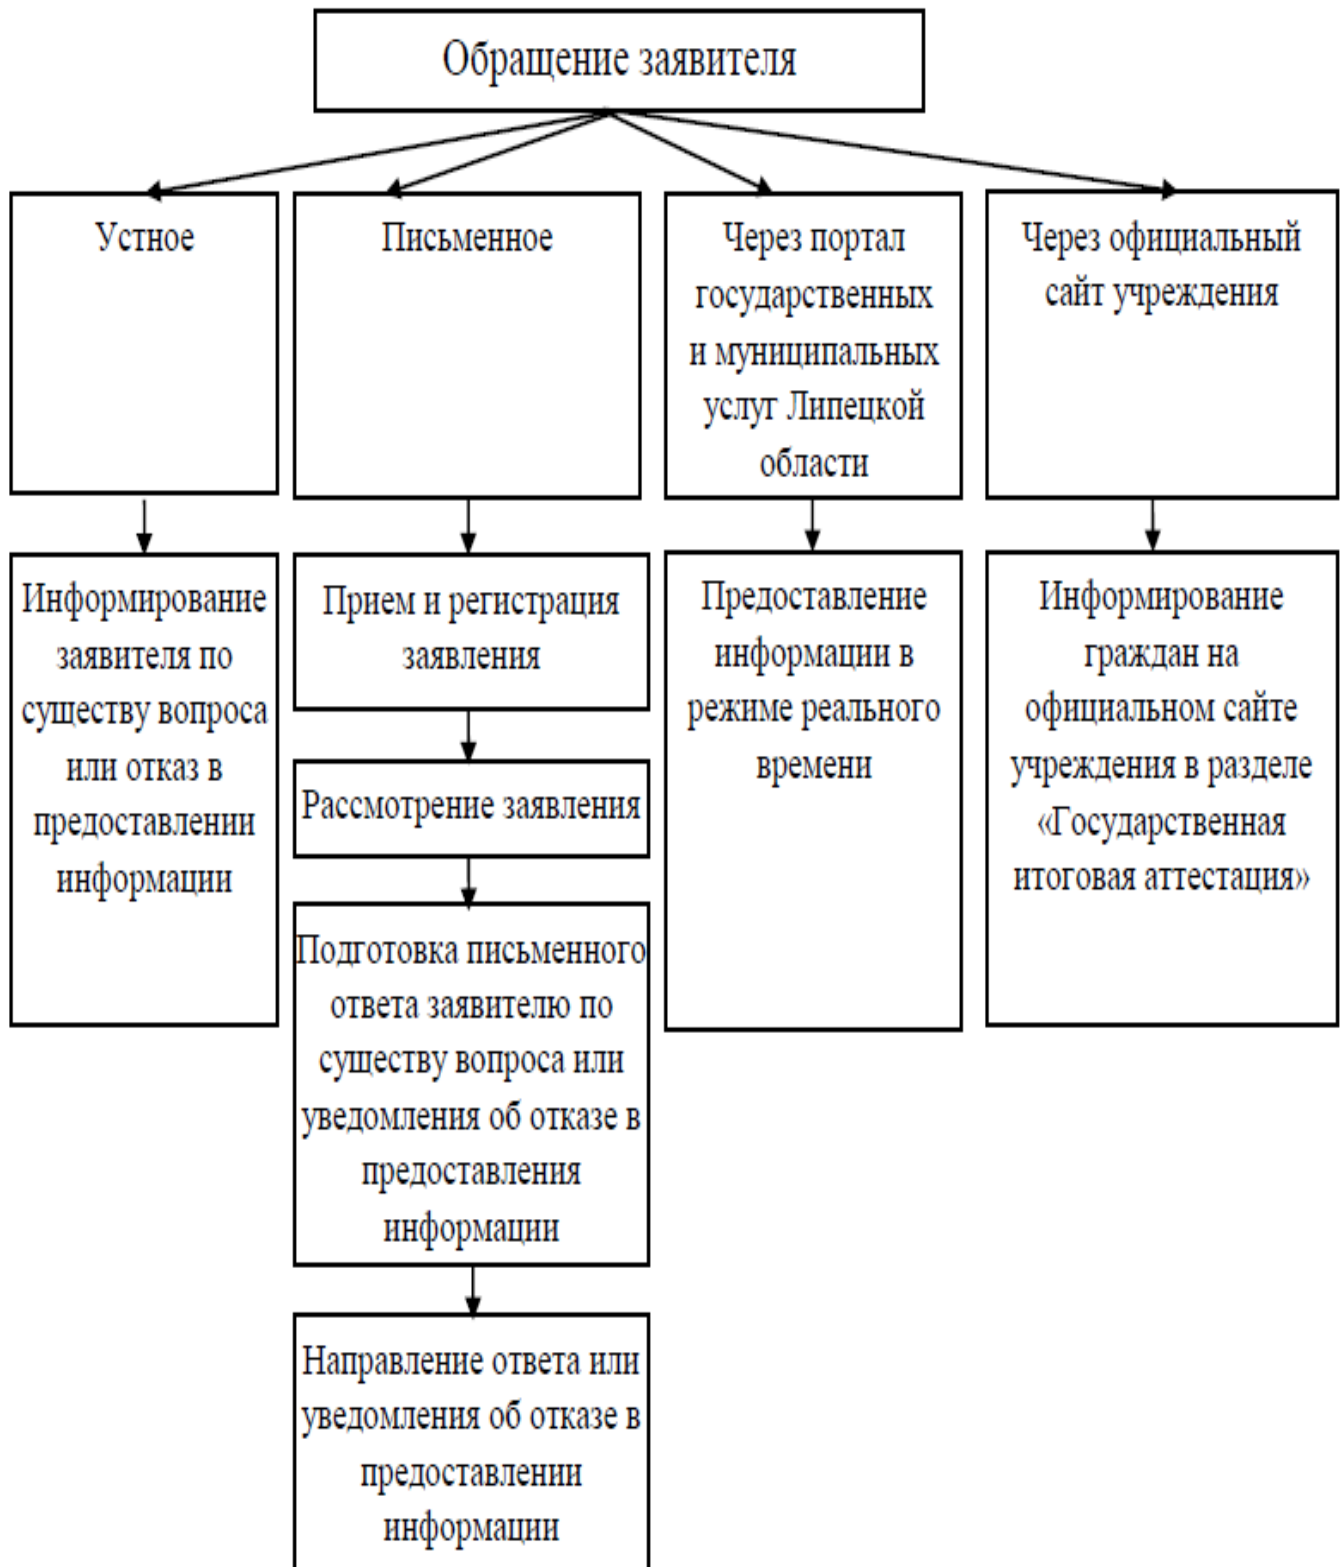 Обращение заявителя
Устное
Письменное
Через портал
государственных
и муниципальных
услуг Липецкой
области
Через официальный
сайт учреждения
Информирование
заявителя по
существу вопроса
или отказ в
предоставлении
информации
Прием и регистрация
заявления
Рассмотрение заявления
Подготовка письменного
ответа заявителю по
существу вопроса или
уведомления об отказе в
предоставления
информации
Направление ответа или
уведомления об отказе в
предоставлении
информации
Предоставление
информации в
режиме реального
времени
Информирование
граждан на
официальном сайте
учреждения в разделе
«Государственная
итоговая аттестация»